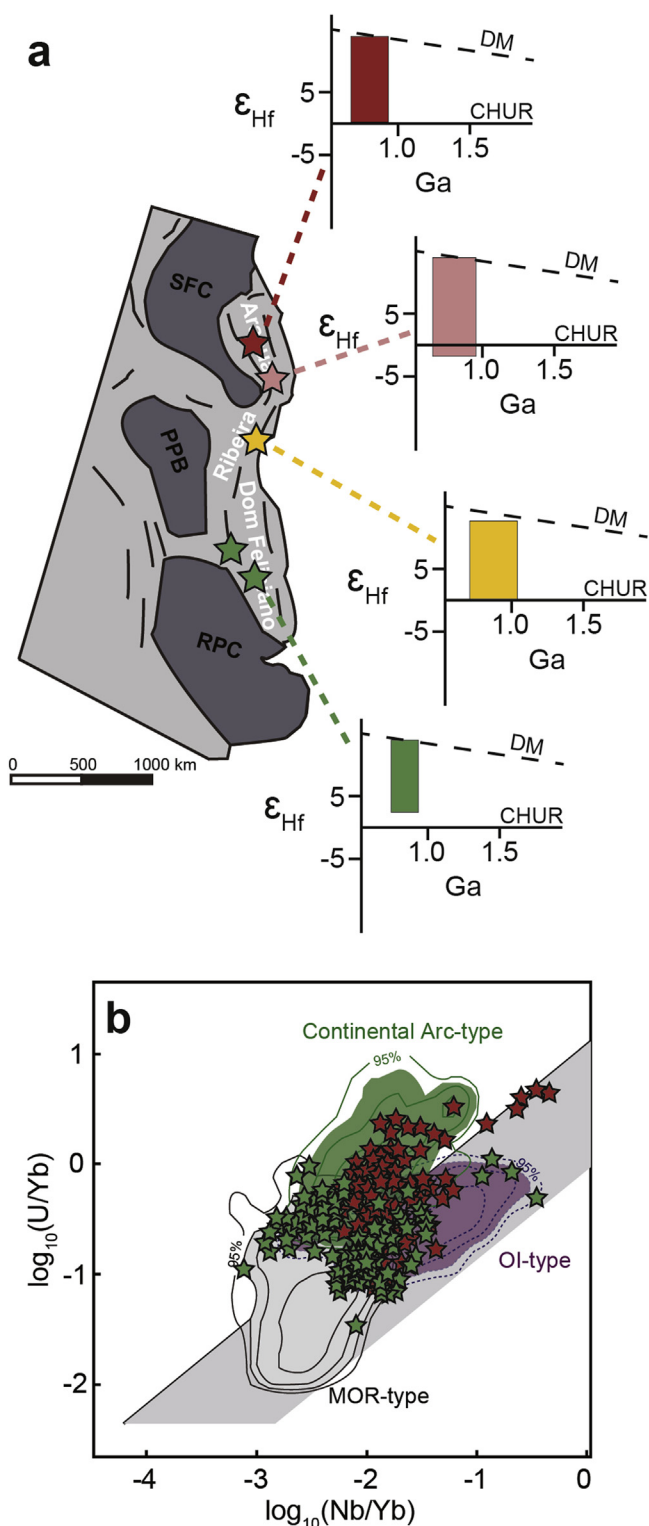 a
DM
5
εHf
CHUR
-5
1.0
1.5
Ga
SFC
DM
5
εHf
CHUR
-5
1.0
1.5
Ga
Ribeira
PPB
Dom Feliciano
DM
5
εHf
CHUR
-5
1.0
1.5
Ga
RPC
0 500 1000 km
DM
5
εHf
CHUR
-5
1.0
1.5
Ga
b
Continental Arc-type
95%
1
0
95%
log10(U/Yb)
95%
-1
OI-type
-2
MOR-type
-4 -3 -2 -1 0
log10(Nb/Yb)